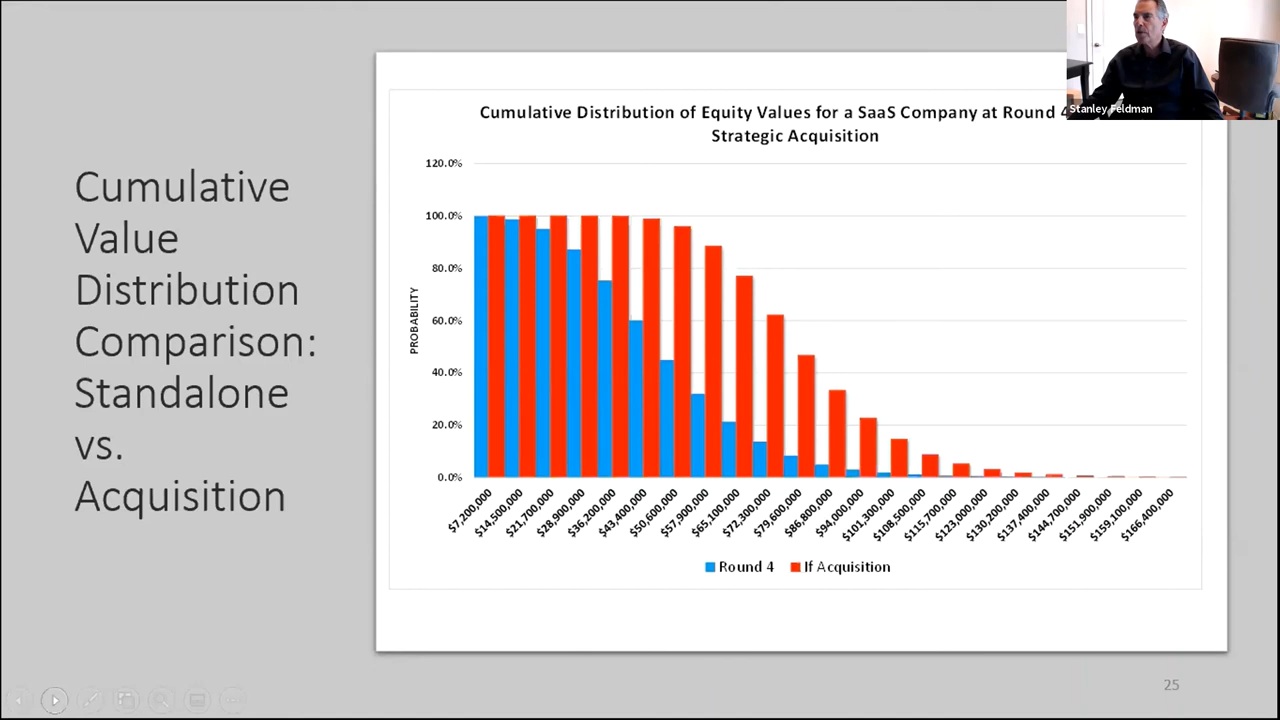 Stanley Feldman
Cumulative
Value
Distribution
Comparison:
Standalone
vs.
Acquisition
Cumulative Distribution of Equity Values for a SaaS Company at Round 4
Strategic Acquisition
120.0%
100.0%
80.0%
60.0%
40.0%
20.0%
0.0%
PROBABILITY
$7,200,000
$14,500,000
$21,700,000
$28,900,000
$36,200,000
$43,400,000
$50,600,000
$57,900,000
$65,100,000
$72,300,000
$79,600,000
$86,800,000
$94,000,000
$101,300,000
$108,500,000
$115,700,000
$123,000,000
$130,200,000
$137,400,000
$144,700,000
$151,900,000
$159,100,000
$166,400,000
Round 4
If Acquisition
25